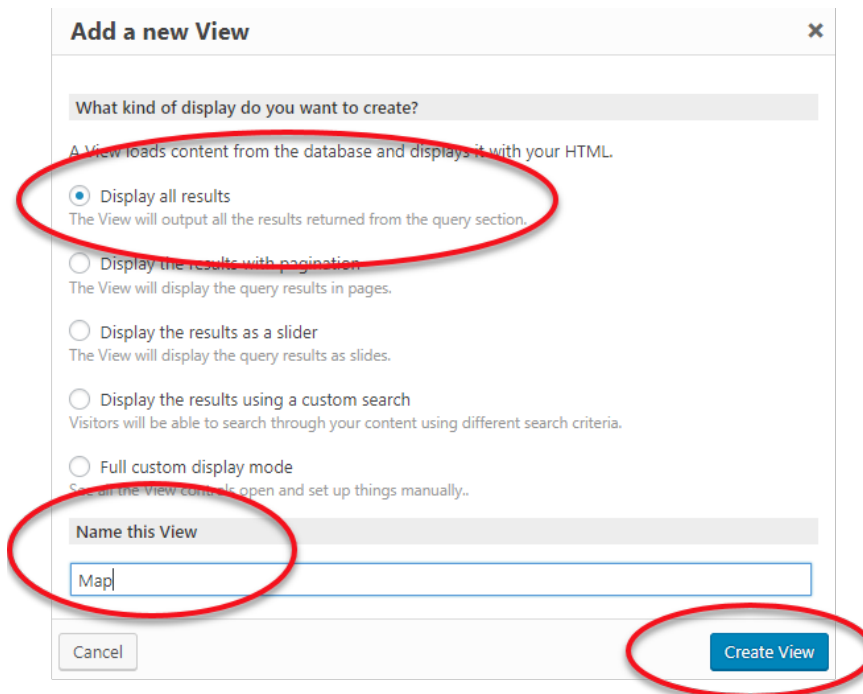 Add a new View ×
What kind of display do you want to create?
A View loads content from the database and displays it with your HTML.
Display all results
The View will output all the results returned from the query section.
Display the results with pagination
The View will display the query results in pages.
Display the results as a slider
The View will display the query results as slides.
Display the results using a custom search
Visitors will be able to search through your content using different search criteria.
Full custom display mode
See all the View controls open and set up things manually..
Name this View
Map
Cancel
Create View